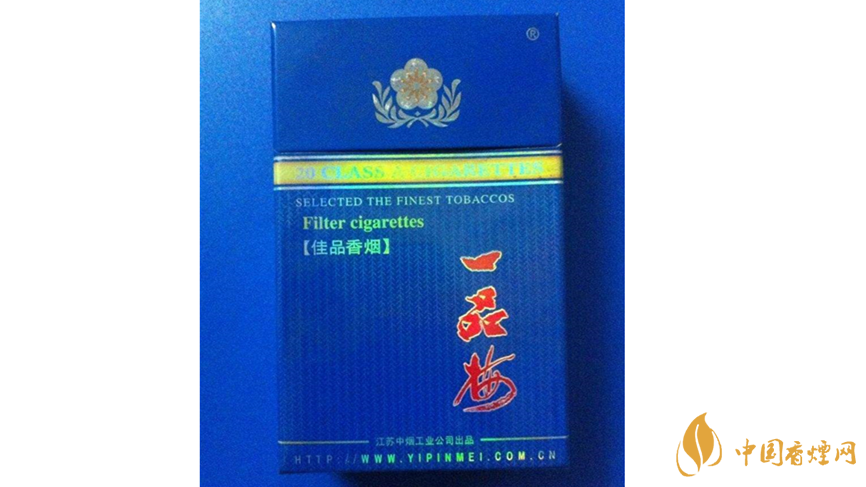 ®
20 CLASS A CIGARETTES
SELECTED THE FINEST TOBACCOS
Filter cigarettes
【佳品香烟】
一品梅
江苏中烟工业公司出品
HTTP://WWW.YIPINMEI.COM.CN
中国香烟网